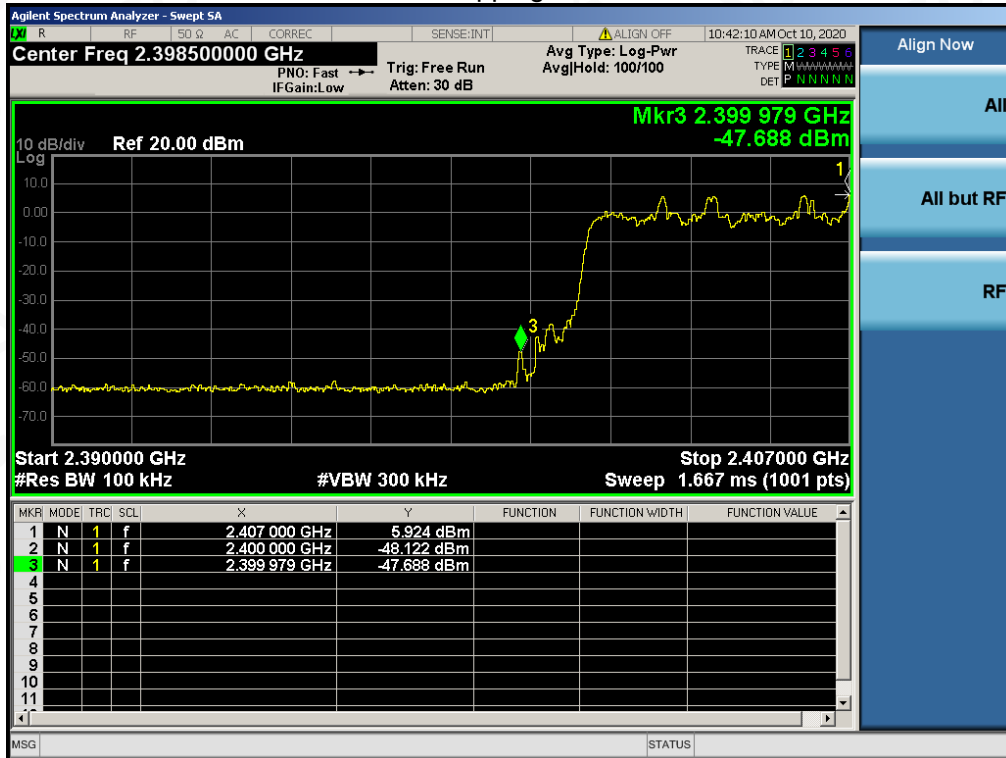 Agilent Spectrum Analyzer - Swept SA
LXI R RF 50 Ω AC CORREC SENSE:INT ALIGN OFF 10:42:10 AM Oct 10, 2020
Center Freq 2.398500000 GHz
PNO: Fast
IFGain:Low
Trig: Free Run
Atten: 30 dB
Avg Type: Log-Pwr
Avg|Hold: 100/100
TRACE 1 2 3 4 5 6
TYPE M
DET P N N N N N
Mkr3 2.399 979 GHz
-47.688 dBm
10 dB/div Ref 20.00 dBm
Log
10.0
0.00
-10.0
-20.0
-30.0
-40.0
-50.0
-60.0
-70.0
1
3
Start 2.390000 GHz
Stop 2.407000 GHz
#Res BW 100 kHz
#VBW 300 kHz
Sweep 1.667 ms (1001 pts)
MKR MODE TRC SCL X Y FUNCTION FUNCTION WIDTH FUNCTION VALUE
1 N 1 f 2.407 000 GHz 5.924 dBm
2 N 1 f 2.400 000 GHz -48.122 dBm
3 N 1 f 2.399 979 GHz -47.688 dBm
4
5
6
7
8
9
10
11
MSG
STATUS
Align Now
All
All but RF
RF